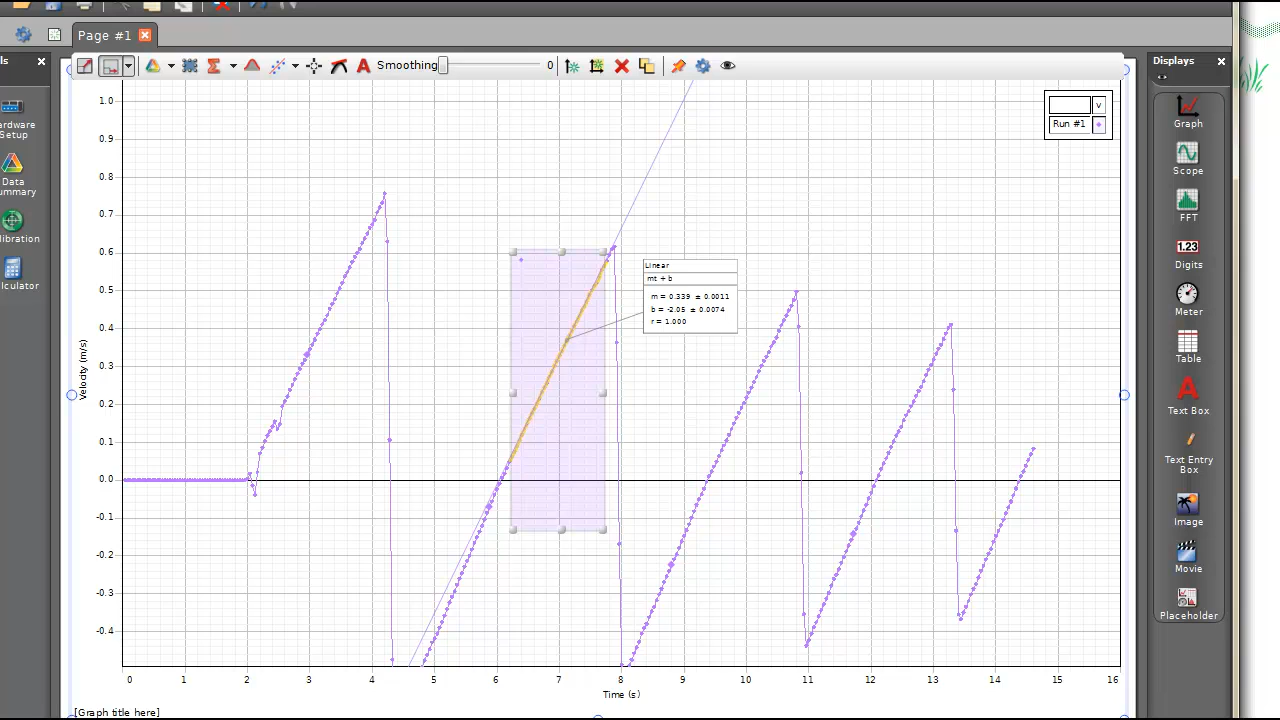 Page #1
ls
Displays
Smoothing 0
ardware
Setup
Data
ummary
libration
lculator
Graph
Scope
FFT
1.23
Digits
Meter
Table
Text Box
Text Entry
Box
Image
Movie
Placeholder
v
Run #1
Linear
mt + b
m = 0.339 ± 0.0011
b = -2.05 ± 0.0074
r = 1.000
Velocity (m/s)
1.0
0.9
0.8
0.7
0.6
0.5
0.4
0.3
0.2
0.1
0.0
-0.1
-0.2
-0.3
-0.4
0 1 2 3 4 5 6 7 8 9 10 11 12 13 14 15 16
Time (s)
[Graph title here]